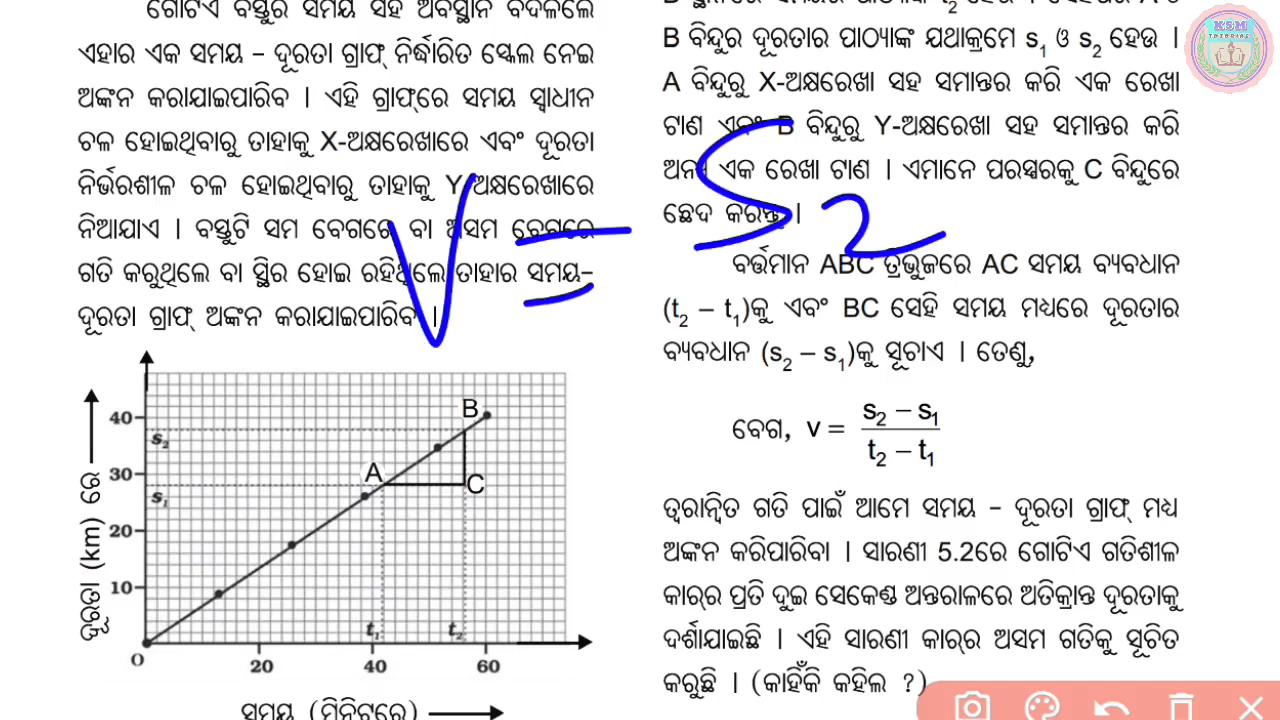 ଗୋଟିଏ ବସ୍ତୁର ସମୟ ସହ ଅବସ୍ଥାନ ବଦଳିଲେ
ଏହାର ଏକ ସମୟ – ଦୂରତା ଗ୍ରାଫ୍ ନିର୍ଦ୍ଧାରିତ ସ୍କେଲ ନେଇ
ଅଙ୍କନ କରାଯାଇପାରିବ । ଏହି ଗ୍ରାଫ୍‌ରେ ସମୟ ସ୍ଵାଧୀନ
ଚଳ ହୋଇଥିବାରୁ ତାହାକୁ X-ଅକ୍ଷରେଖାରେ ଏବଂ ଦୂରତା
ନିର୍ଭରଶୀଳ ଚଳ ହୋଇଥିବାରୁ ତାହାକୁ Y-ଅକ୍ଷରେଖାରେ
ନିଆଯାଏ । ବସ୍ତୁଟି ସମ ବେଗରେ ବା ଅସମ ବେଗରେ
ଗତି କରୁଥିଲେ ବା ସ୍ଥିର ହୋଇ ରହିଥିଲେ ତାହାର ସମୟ–
ଦୂରତା ଗ୍ରାଫ୍ ଅଙ୍କନ କରାଯାଇପାରିବ ।
ଦୂରତା (km) ରେ
40
30
20
10
O
20
40
60
s₂
s₁
t₁
t₂
A
B
C
ସମୟ (ମିନିଟରେ)
B ବିନ୍ଦୁର ଦୂରତାର ପାଠ୍ୟାଙ୍କ ଯଥାକ୍ରମେ s₁ ଓ s₂ ହେଉ ।
A ବିନ୍ଦୁରୁ X-ଅକ୍ଷରେଖା ସହ ସମାନ୍ତର କରି ଏକ ରେଖା
ଟାଣ ଏବଂ B ବିନ୍ଦୁରୁ Y-ଅକ୍ଷରେଖା ସହ ସମାନ୍ତର କରି
ଅନ୍ୟ ଏକ ରେଖା ଟାଣ । ଏମାନେ ପରସ୍ପରକୁ C ବିନ୍ଦୁରେ
ଛେଦ କରନ୍ତୁ ।
ବର୍ତ୍ତମାନ ABC ତ୍ରିଭୁଜରେ AC ସମୟ ବ୍ୟବଧାନ
(t₂ – t₁)କୁ ଏବଂ BC ସେହି ସମୟ ମଧ୍ୟରେ ଦୂରତାର
ବ୍ୟବଧାନ (s₂ – s₁)କୁ ସୂଚାଏ । ତେଣୁ,
ବେଗ, v = (s₂ – s₁) / (t₂ – t₁)
ତ୍ୱରାନ୍ୱିତ ଗତି ପାଇଁ ଆମେ ସମୟ – ଦୂରତା ଗ୍ରାଫ୍ ମଧ୍ୟ
ଅଙ୍କନ କରିପାରିବା । ସାରଣୀ 5.2ରେ ଗୋଟିଏ ଗତିଶୀଳ
କାର୍‌ର ପ୍ରତି ଦୁଇ ସେକେଣ୍ଡ ଅନ୍ତରାଳରେ ଅତିକ୍ରାନ୍ତ ଦୂରତାକୁ
ଦର୍ଶାଯାଇଛି । ଏହି ସାରଣୀ କାର୍‌ର ଅସମ ଗତିକୁ ସୂଚିତ
କରୁଛି । (କାହିଁକି କହିଲ ?)
V = S 2
KSM